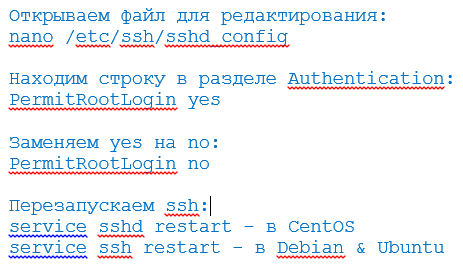 Открываем файл для редактирования:
nano /etc/ssh/sshd_config
Находим строку в разделе Authentication:
PermitRootLogin yes
Заменяем yes на no:
PermitRootLogin no
Перезапускаем ssh:
service sshd restart – в CentOS
service ssh restart – в Debian & Ubuntu